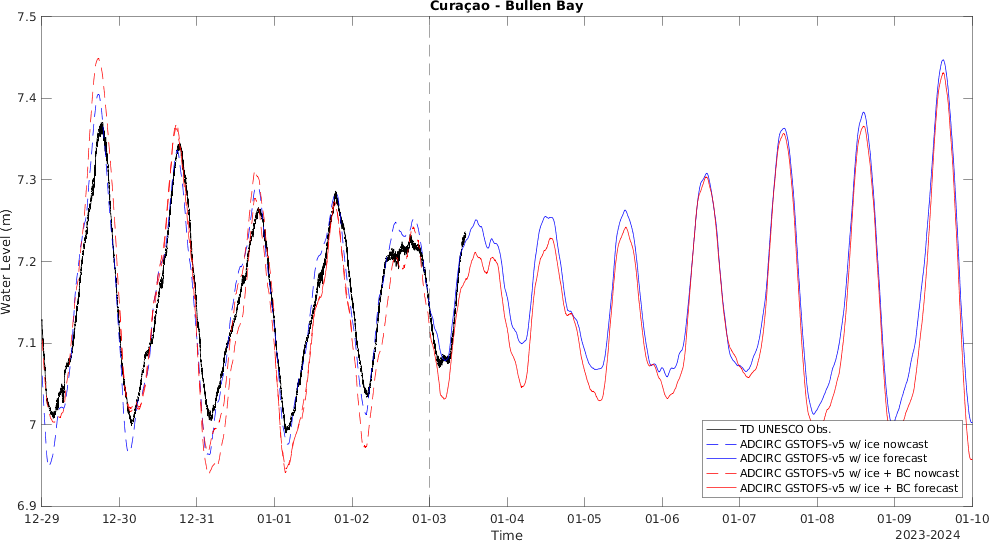 Curaçao - Bullen Bay
7.5
7.4
7.3
7.2
7.1
7
6.9
Water Level (m)
12-29 12-30 12-31 01-01 01-02 01-03 01-04 01-05 01-06 01-07 01-08 01-09 01-10
Time
2023-2024
TD UNESCO Obs.
ADCIRC GSTOFS-v5 w/ ice nowcast
ADCIRC GSTOFS-v5 w/ ice forecast
ADCIRC GSTOFS-v5 w/ ice + BC nowcast
ADCIRC GSTOFS-v5 w/ ice + BC forecast